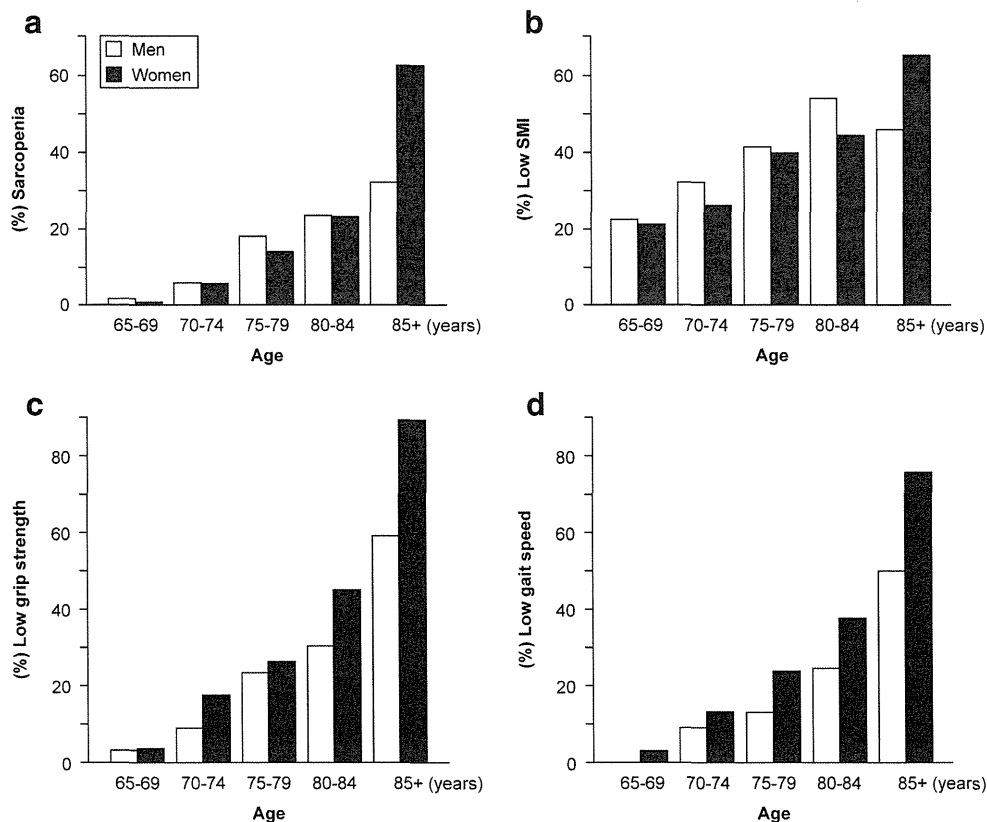 a
Men
Women
60
40
20
0
(%) Sarcopenia
65-69 70-74 75-79 80-84 85+ (years)
Age
b
60
40
20
0
(%) Low SMI
65-69 70-74 75-79 80-84 85+ (years)
Age
c
80
60
40
20
0
(%) Low grip strength
65-69 70-74 75-79 80-84 85+ (years)
Age
d
80
60
40
20
0
(%) Low gait speed
65-69 70-74 75-79 80-84 85+ (years)
Age